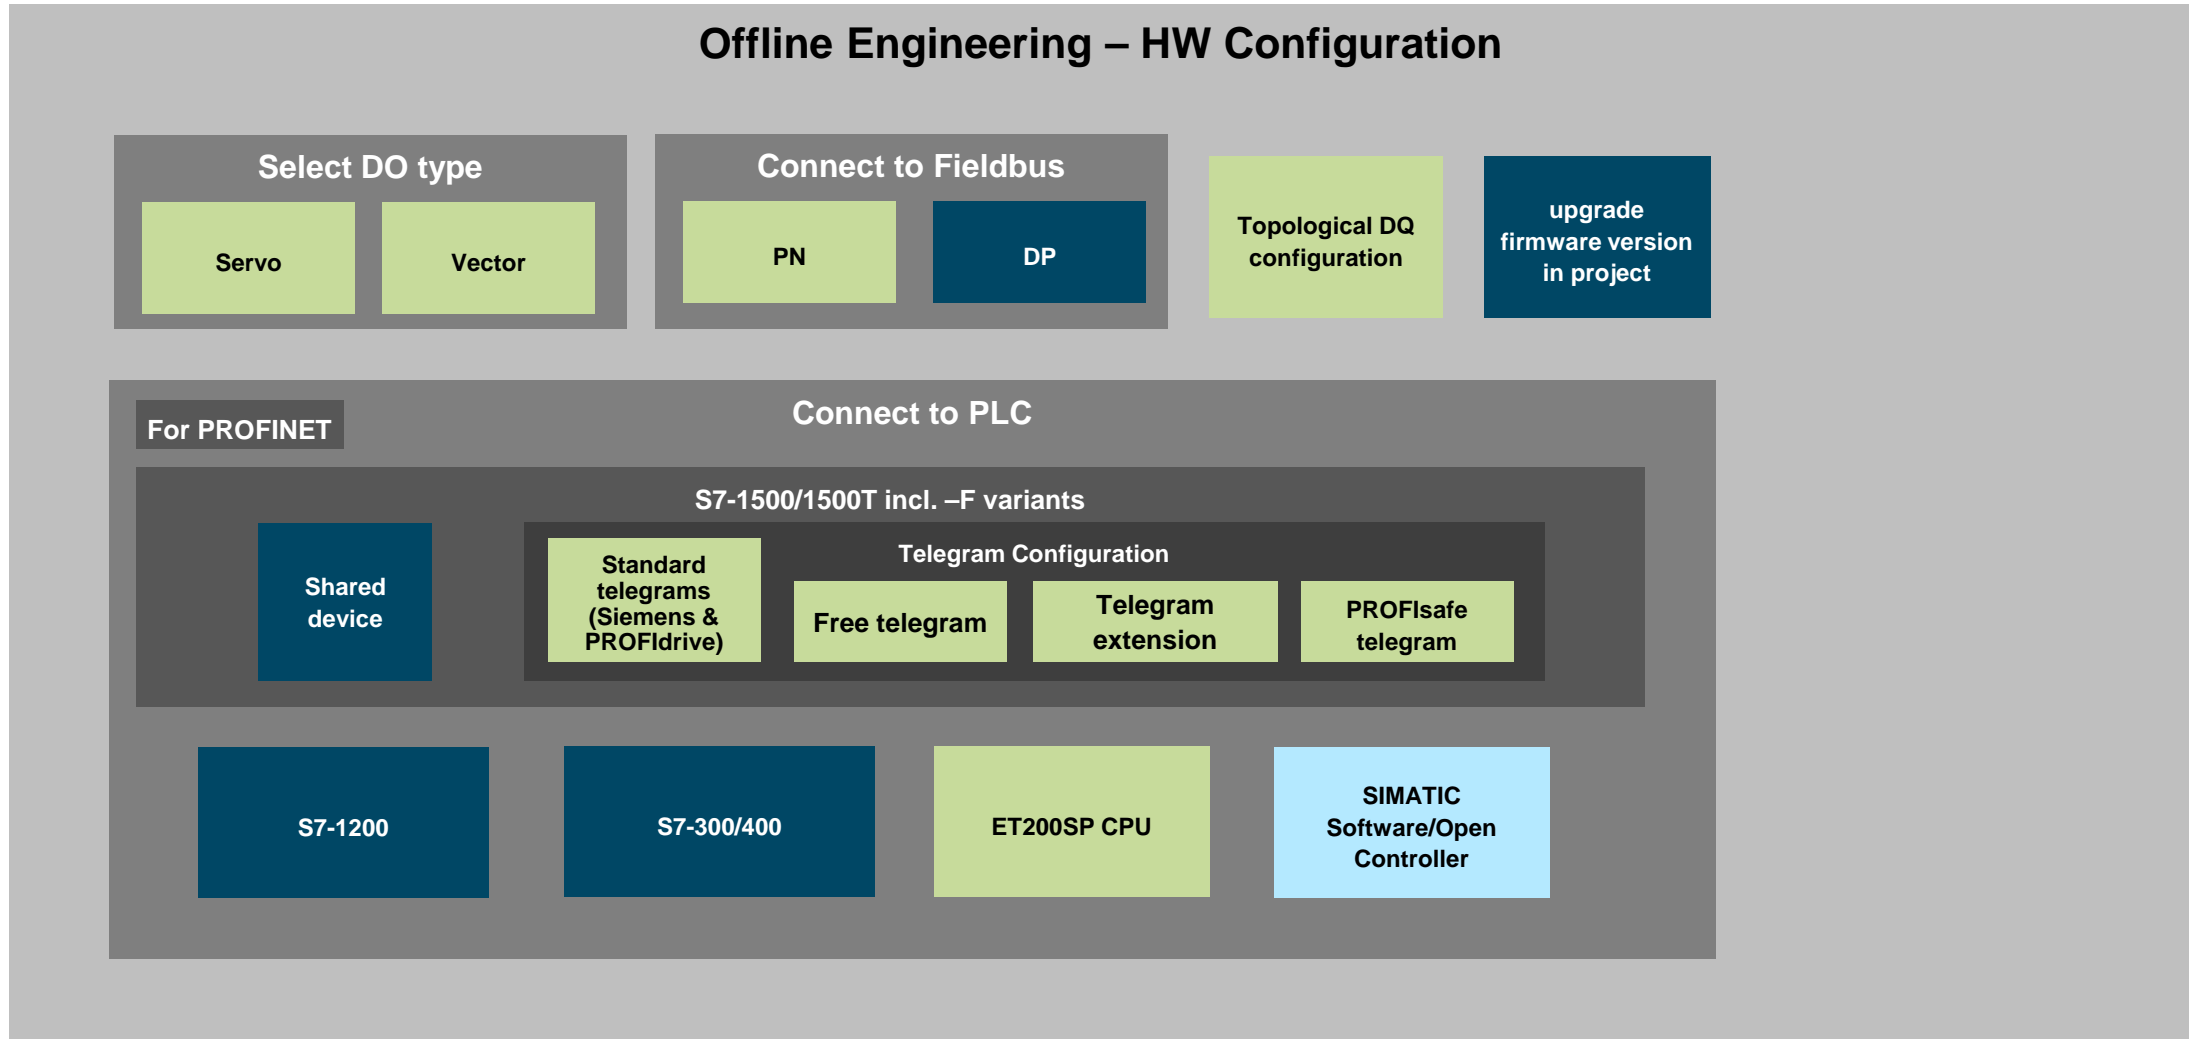 Offline Engineering – HW Configuration
Select DO type
Servo
Vector
Connect to Fieldbus
PN
DP
Topological DQ
configuration
upgrade
firmware version
in project
Connect to PLC
For PROFINET
S7-1500/1500T incl. –F variants
Shared
device
Telegram Configuration
Standard
telegrams
(Siemens &
PROFIdrive)
Free telegram
Telegram
extension
PROFIsafe
telegram
S7-1200
S7-300/400
ET200SP CPU
SIMATIC
Software/Open
Controller